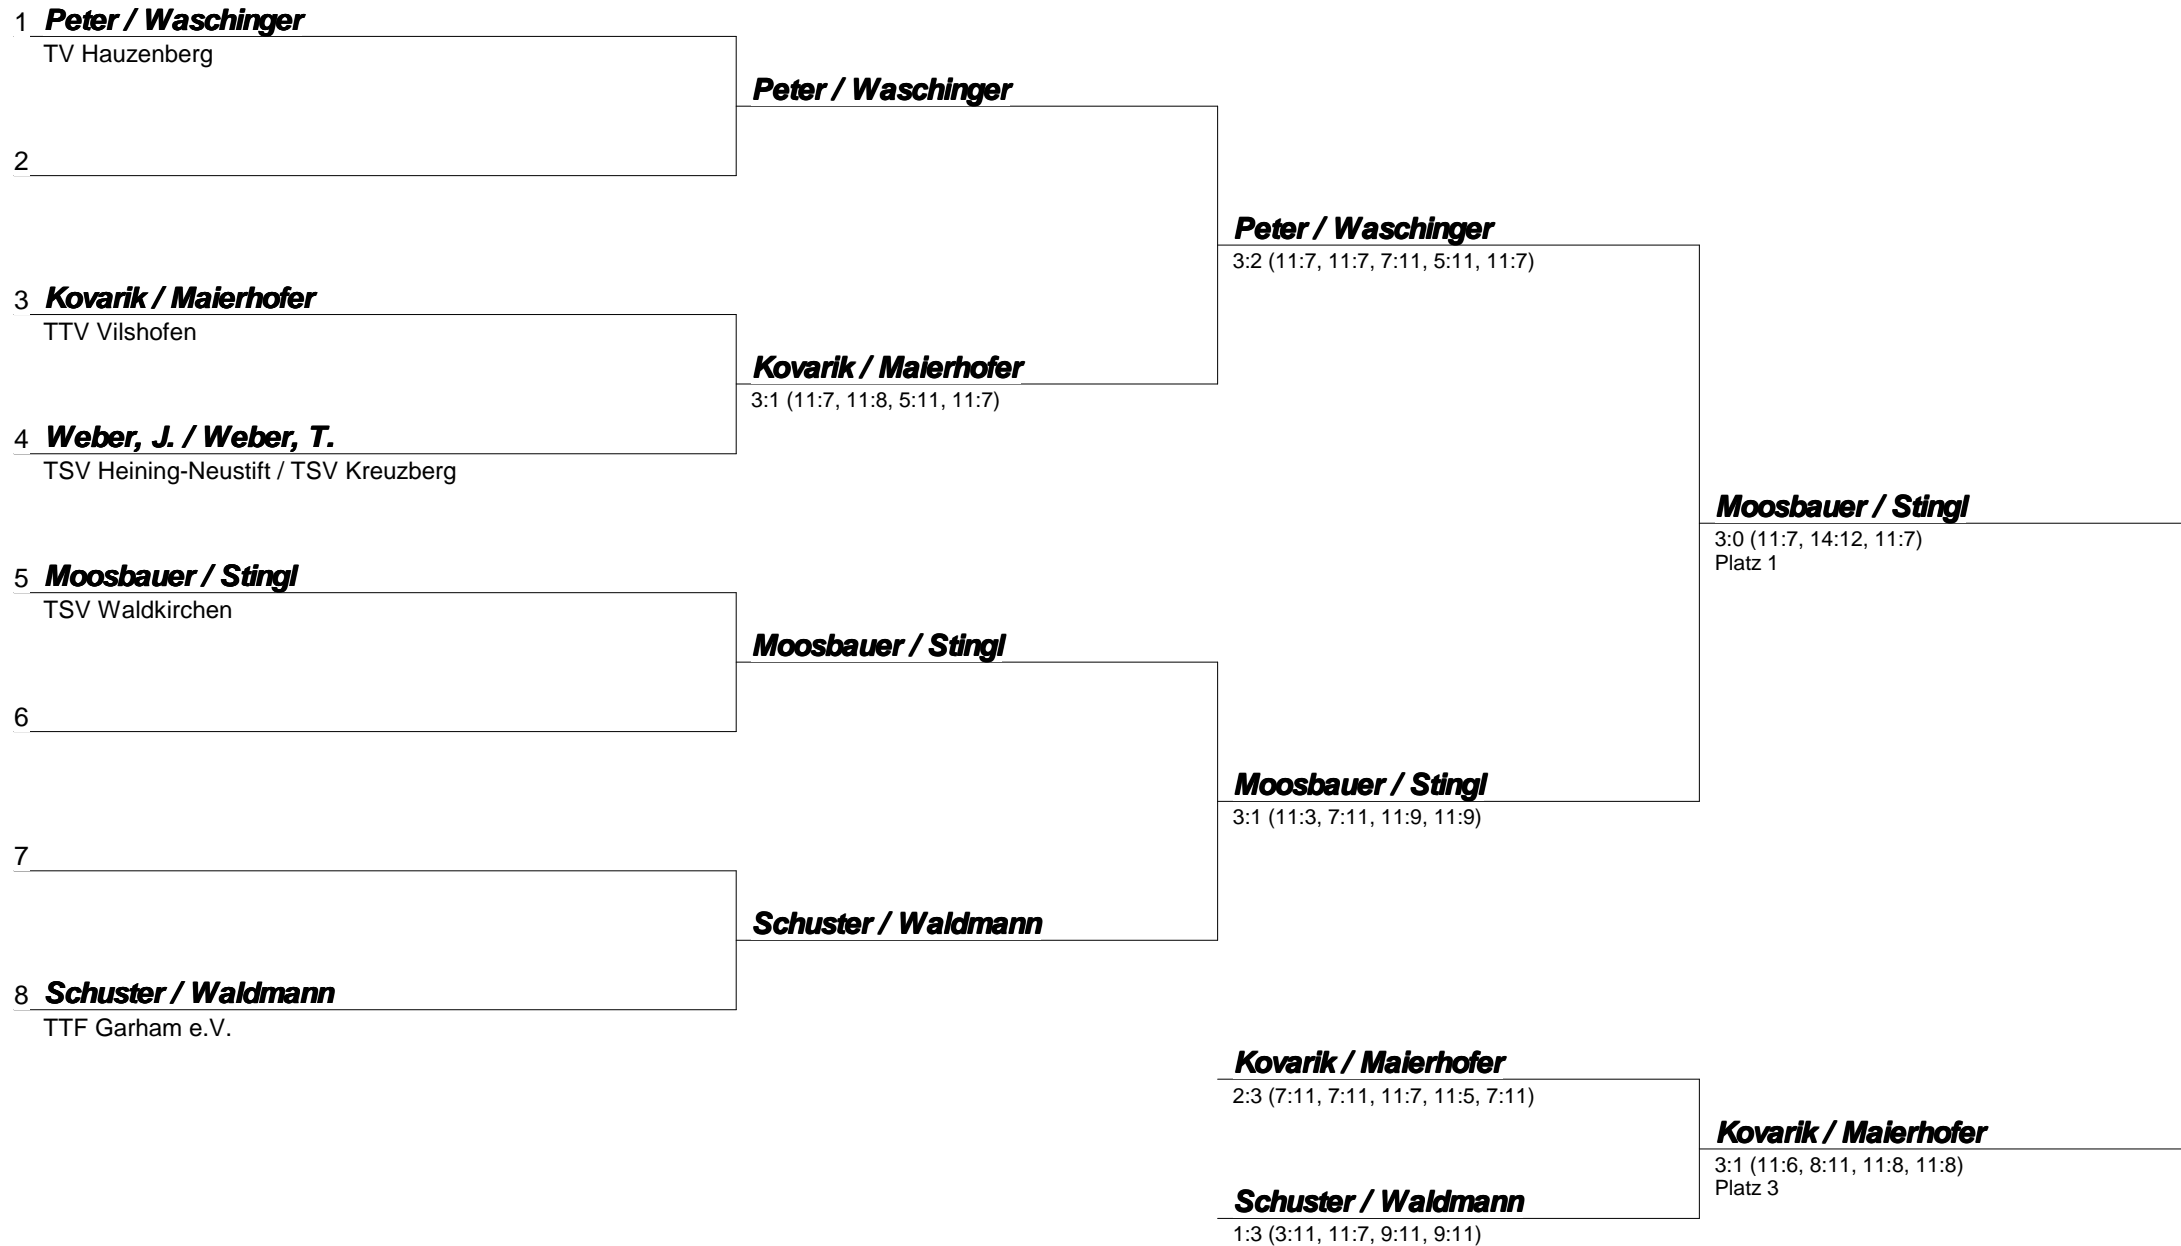 1 Peter / Waschinger
TV Hauzenberg
Peter / Waschinger
2
Peter / Waschinger
3:2 (11:7, 11:7, 7:11, 5:11, 11:7)
3 Kovarik / Maierhofer
TTV Vilshofen
Kovarik / Maierhofer
3:1 (11:7, 11:8, 5:11, 11:7)
4 Weber, J. / Weber, T.
TSV Heining-Neustift / TSV Kreuzberg
Moosbauer / Stingl
3:0 (11:7, 14:12, 11:7)
Platz 1
5 Moosbauer / Stingl
TSV Waldkirchen
Moosbauer / Stingl
6
Moosbauer / Stingl
3:1 (11:3, 7:11, 11:9, 11:9)
7
Schuster / Waldmann
8 Schuster / Waldmann
TTF Garham e.V.
Kovarik / Maierhofer
2:3 (7:11, 7:11, 11:7, 11:5, 7:11)
Kovarik / Maierhofer
3:1 (11:6, 8:11, 11:8, 11:8)
Platz 3
Schuster / Waldmann
1:3 (3:11, 11:7, 9:11, 9:11)